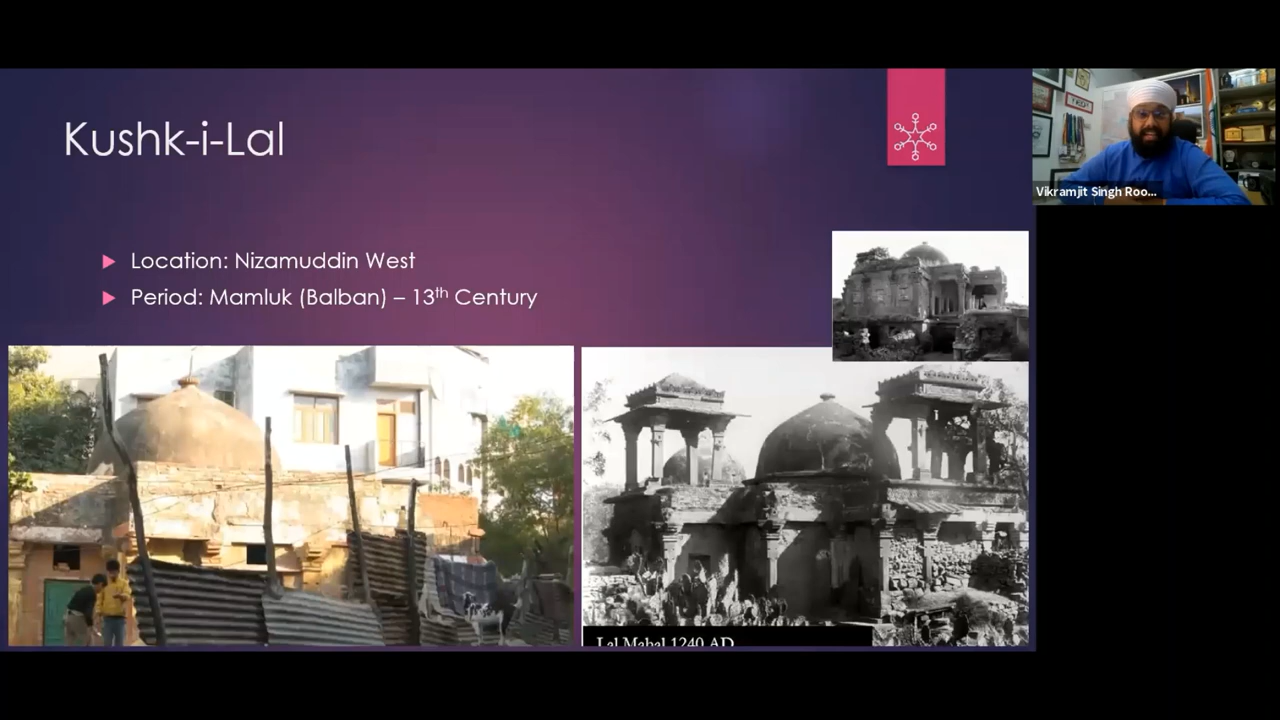 Kushk-i-Lal
Location: Nizamuddin West
Period: Mamluk (Balban) – 13th Century
Vikramjit Singh Roo...
Lal Mahal 1240 AD